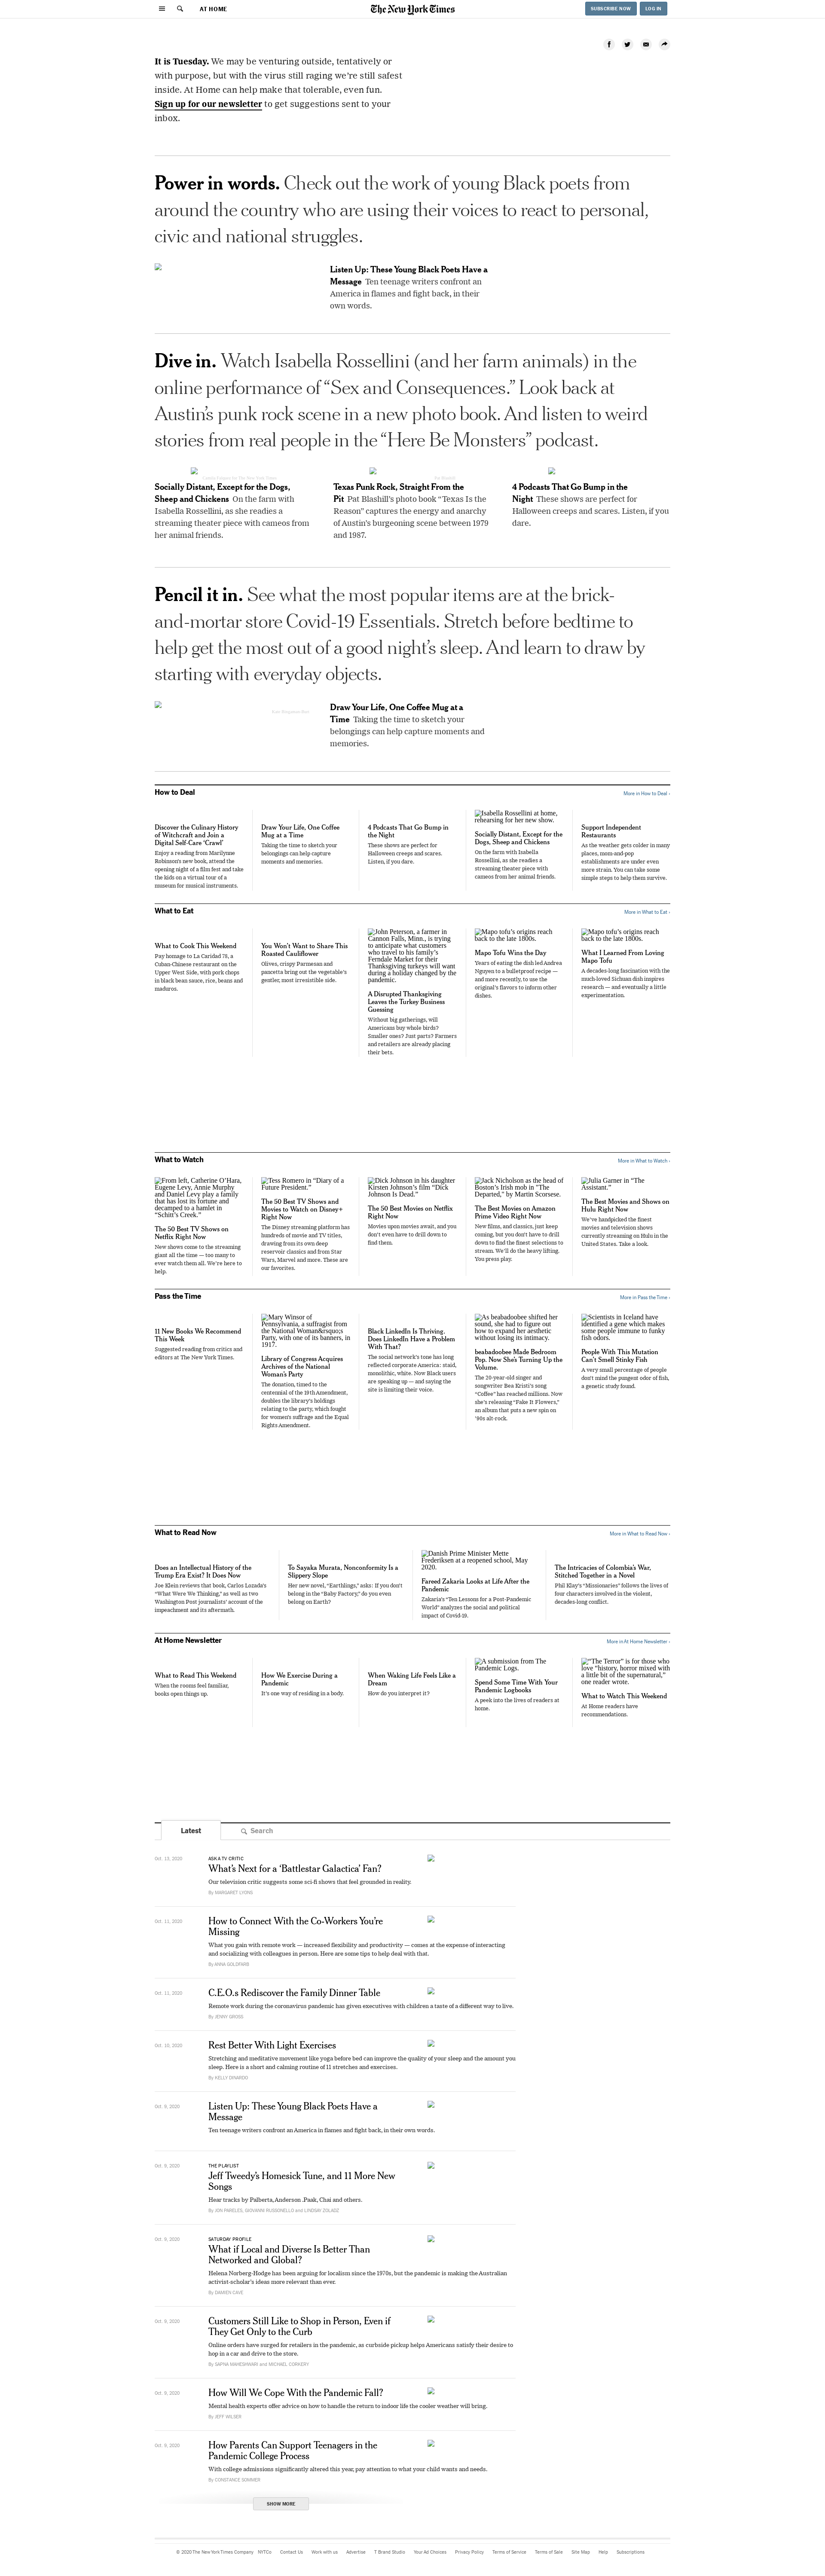 AT HOME
The New York Times
SUBSCRIBE NOW
LOG IN
It is Tuesday. We may be venturing outside, tentatively or
with purpose, but with the virus still raging we're still safest
inside. At Home can help make that tolerable, even fun.
Sign up for our newsletter to get suggestions sent to your
inbox.
Power in words. Check out the work of young Black poets from
around the country who are using their voices to react to personal,
civic and national struggles.
Listen Up: These Young Black Poets Have a
Message Ten teenage writers confront an
America in flames and fight back, in their
own words.
Dive in. Watch Isabella Rossellini (and her farm animals) in the
online performance of “Sex and Consequences.” Look back at
Austin’s punk rock scene in a new photo book. And listen to weird
stories from real people in the “Here Be Monsters” podcast.
Socially Distant, Except for the Dogs,
Sheep and Chickens On the farm with
Isabella Rossellini, as she readies a
streaming theater piece with cameos from
her animal friends.
Texas Punk Rock, Straight From the
Pit Pat Blashill’s photo book “Texas Is the
Reason” captures the energy and anarchy
of Austin’s burgeoning scene between 1979
and 1987.
4 Podcasts That Go Bump in the
Night These shows are perfect for
Halloween creeps and scares. Listen, if you
dare.
Pencil it in. See what the most popular items are at the brick-
and-mortar store Covid-19 Essentials. Stretch before bedtime to
help get the most out of a good night’s sleep. And learn to draw by
starting with everyday objects.
Draw Your Life, One Coffee Mug at a
Time Taking the time to sketch your
belongings can help capture moments and
memories.
How to Deal
More in How to Deal ›
Discover the Culinary History
of Witchcraft and Join a
Digital Self-Care ‘Crawl’
Enjoy a reading from Marilynne
Robinson’s new book, attend the
opening night of a film fest and take
the kids on a virtual tour of a
museum for musical instruments.
Draw Your Life, One Coffee
Mug at a Time
Taking the time to sketch your
belongings can help capture
moments and memories.
4 Podcasts That Go Bump in
the Night
These shows are perfect for
Halloween creeps and scares.
Listen, if you dare.
Isabella Rossellini at home,
rehearsing for her new show.
Socially Distant, Except for the
Dogs, Sheep and Chickens
On the farm with Isabella
Rossellini, as she readies a
streaming theater piece with
cameos from her animal friends.
Support Independent
Restaurants
As the weather gets colder in many
places, mom-and-pop
establishments are under even
more strain. You can take some
simple steps to help them survive.
What to Eat
More in What to Eat ›
What to Cook This Weekend
Pay homage to La Caridad 78, a
Cuban-Chinese restaurant on the
Upper West Side, with pork chops
in black bean sauce, rice, beans and
maduros.
You Won’t Want to Share This
Roasted Cauliflower
Olives, crispy Parmesan and
pancetta bring out the vegetable’s
gentler, most irresistible side.
John Peterson, a farmer in
Cannon Falls, Minn., is trying
to anticipate what customers
who travel to his family’s
Ferndale Market for their
Thanksgiving turkeys will want
during a holiday changed by the
pandemic.
A Disrupted Thanksgiving
Leaves the Turkey Business
Guessing
Without big gatherings, will
Americans buy whole birds?
Smaller ones? Just parts? Farmers
and retailers are already placing
their bets.
Mapo tofu’s origins reach
back to the late 1800s.
Mapo Tofu Wins the Day
Years of eating the dish led Andrea
Nguyen to a bulletproof recipe —
and more recently, to use the
original’s flavors to inform other
dishes.
Mapo tofu’s origins reach
back to the late 1800s.
What I Learned From Loving
Mapo Tofu
A decades-long fascination with the
much-loved Sichuan dish inspires
research — and eventually a little
experimentation.
What to Watch
More in What to Watch ›
From left, Catherine O’Hara,
Eugene Levy, Annie Murphy
and Daniel Levy play a family
that has lost its fortune and
decamped to a hamlet in
“Schitt’s Creek.”
The 50 Best TV Shows on
Netflix Right Now
New shows come to the streaming
giant all the time — too many to
ever watch them all. We’re here to
help.
Tess Romero in “Diary of a
Future President.”
The 50 Best TV Shows and
Movies to Watch on Disney+
Right Now
The Disney streaming platform has
hundreds of movie and TV titles,
drawing from its own deep
reservoir classics and from Star
Wars, Marvel and more. These are
our favorites.
Dick Johnson in his daughter
Kirsten Johnson’s film “Dick
Johnson Is Dead.”
The 50 Best Movies on Netflix
Right Now
Movies upon movies await, and you
don’t even have to drill down to
find them.
Jack Nicholson as the head of
Boston’s Irish mob in “The
Departed,” by Martin Scorsese.
The Best Movies on Amazon
Prime Video Right Now
New films, and classics, just keep
coming, but you don’t have to drill
down to find the finest selections to
stream. We’ll do the heavy lifting.
You press play.
Julia Garner in “The
Assistant.”
The Best Movies and Shows on
Hulu Right Now
We’ve handpicked the finest
movies and television shows
currently streaming on Hulu in the
United States. Take a look.
Pass the Time
More in Pass the Time ›
11 New Books We Recommend
This Week
Suggested reading from critics and
editors at The New York Times.
Mary Winsor of
Pennsylvania, a suffragist from
the National Woman&rsquo;s
Party, with one of its banners, in
1917.
Library of Congress Acquires
Archives of the National
Woman’s Party
The donation, timed to the
centennial of the 19th Amendment,
doubles the library’s holdings
relating to the party, which fought
for women’s suffrage and the Equal
Rights Amendment.
Black LinkedIn Is Thriving.
Does LinkedIn Have a Problem
With That?
The social network’s tone has long
reflected corporate America: staid,
monolithic, white. Now Black users
are speaking up — and saying the
site is limiting their voice.
As beabadoobee shifted her
sound, she had to figure out
how to expand her aesthetic
without losing its intimacy.
beabadoobee Made Bedroom
Pop. Now She’s Turning Up the
Volume.
The 20-year-old singer and
songwriter Bea Kristi’s song
“Coffee” has reached millions. Now
she’s releasing “Fake It Flowers,”
an album that puts a new spin on
’90s alt-rock.
Scientists in Iceland have
identified a gene which makes
some people immune to funky
fish odors.
People With This Mutation
Can’t Smell Stinky Fish
A very small percentage of people
don’t mind the pungent odor of fish,
a genetic study found.
What to Read Now
More in What to Read Now ›
Does an Intellectual History of the
Trump Era Exist? It Does Now
Joe Klein reviews that book, Carlos Lozada’s
“What Were We Thinking,” as well as two
Washington Post journalists’ account of the
impeachment and its aftermath.
To Sayaka Murata, Nonconformity Is a
Slippery Slope
Her new novel, “Earthlings,” asks: If you don’t
belong in the “Baby Factory,” do you even
belong on Earth?
Danish Prime Minister Mette
Frederiksen at a reopened school, May
2020.
Fareed Zakaria Looks at Life After the
Pandemic
Zakaria’s “Ten Lessons for a Post-Pandemic
World” analyzes the social and political
impact of Covid-19.
The Intricacies of Colombia’s War,
Stitched Together in a Novel
Phil Klay’s “Missionaries” follows the lives of
four characters involved in the violent,
decades-long conflict.
At Home Newsletter
More in At Home Newsletter ›
What to Read This Weekend
When the rooms feel familiar,
books open things up.
How We Exercise During a
Pandemic
It’s one way of residing in a body.
When Waking Life Feels Like a
Dream
How do you interpret it?
A submission from The
Pandemic Logs.
Spend Some Time With Your
Pandemic Logbooks
A peek into the lives of readers at
home.
“The Terror” is for those who
love “history, horror mixed with
a little bit of the supernatural,”
one reader wrote.
What to Watch This Weekend
At Home readers have
recommendations.
Latest
Search
Oct. 13, 2020
ASK A TV CRITIC
What’s Next for a ‘Battlestar Galactica’ Fan?
Our television critic suggests some sci-fi shows that feel grounded in reality.
By MARGARET LYONS
Oct. 11, 2020
How to Connect With the Co-Workers You’re
Missing
What you gain with remote work — increased flexibility and productivity — comes at the expense of interacting
and socializing with colleagues in person. Here are some tips to help deal with that.
By ANNA GOLDFARB
Oct. 11, 2020
C.E.O.s Rediscover the Family Dinner Table
Remote work during the coronavirus pandemic has given executives with children a taste of a different way to live.
By JENNY GROSS
Oct. 10, 2020
Rest Better With Light Exercises
Stretching and meditative movement like yoga before bed can improve the quality of your sleep and the amount you
sleep. Here is a short and calming routine of 11 stretches and exercises.
By KELLY DINARDO
Oct. 9, 2020
Listen Up: These Young Black Poets Have a
Message
Ten teenage writers confront an America in flames and fight back, in their own words.
Oct. 9, 2020
THE PLAYLIST
Jeff Tweedy’s Homesick Tune, and 11 More New
Songs
Hear tracks by Palberta, Anderson .Paak, Chai and others.
By JON PARELES, GIOVANNI RUSSONELLO and LINDSAY ZOLADZ
Oct. 9, 2020
SATURDAY PROFILE
What if Local and Diverse Is Better Than
Networked and Global?
Helena Norberg-Hodge has been arguing for localism since the 1970s, but the pandemic is making the Australian
activist-scholar’s ideas more relevant than ever.
By DAMIEN CAVE
Oct. 8, 2020
Customers Still Like to Shop in Person, Even if
They Get Only to the Curb
Online orders have surged for retailers in the pandemic, as curbside pickup helps Americans satisfy their desire to
hop in a car and drive to the store.
By SAPNA MAHESHWARI and MICHAEL CORKERY
Oct. 8, 2020
How Will We Cope With the Pandemic Fall?
Mental health experts offer advice on how to handle the return to indoor life the cooler weather will bring.
By JEFF WILSER
Oct. 8, 2020
How Parents Can Support Teenagers in the
Pandemic College Process
With college admissions significantly altered this year, pay attention to what your child wants and needs.
By CONSTANCE SOMMER
SHOW MORE
© 2020 The New York Times Company
NYTCo
Contact Us
Work with us
Advertise
T Brand Studio
Your Ad Choices
Privacy Policy
Terms of Service
Terms of Sale
Site Map
Help
Subscriptions